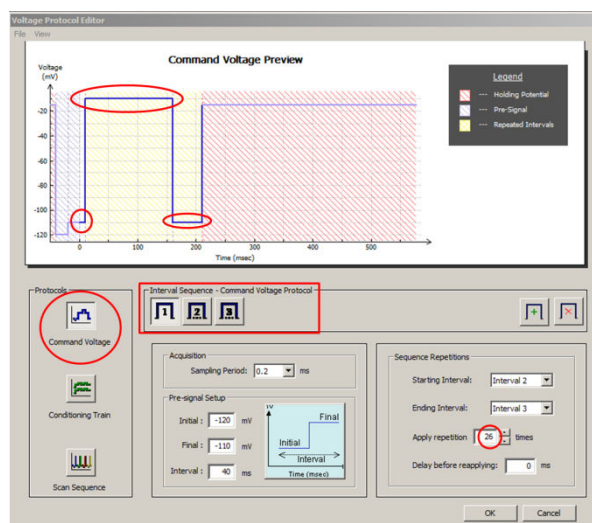 Voltage Protocol Editor
File View
Command Voltage Preview
Voltage
(mV)
-20
-40
-60
-80
-100
-120
0
100
200
300
400
500
Time (msec)
Legend
--- Holding Potential
--- Pre-Signal
--- Repeated Intervals
Protocols
Command Voltage
Conditioning Train
Scan Sequence
Interval Sequence - Command Voltage Protocol
1
2
3
Acquisition
Sampling Period: 0.2 ms
Pre-signal Setup
Initial : -120 mV
Final : -110 mV
Interval : 40 ms
Final
Initial
Interval
Time (msec)
Sequence Repetitions
Starting Interval: Interval 2
Ending Interval: Interval 3
Apply repetition 26 times
Delay before reapplying: 0 ms
OK Cancel